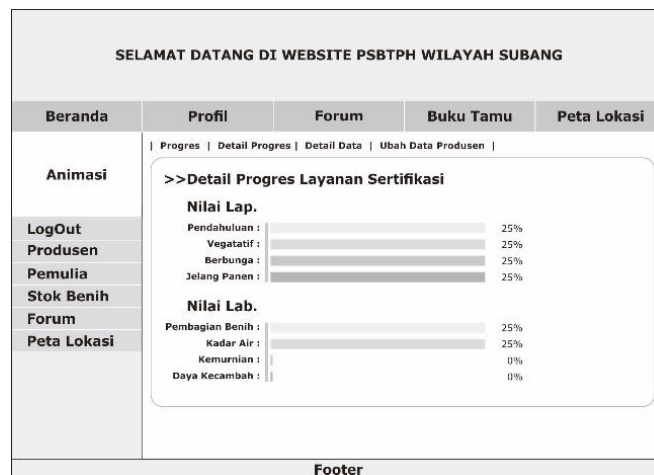 SELAMAT DATANG DI WEBSITE PSBTPH WILAYAH SUBANG
Beranda Profil Forum Buku Tamu Peta Lokasi
| Progres | Detail Progres | Detail Data | Ubah Data Produsen |
Animasi
>>Detail Progres Layanan Sertifikasi
Nilai Lap.
Pendahuluan : 25%
Vegatatif : 25%
Berbunga : 25%
Jelang Panen : 25%
Nilai Lab.
Pembagian Benih : 25%
Kadar Air : 25%
Kemurnian : 0%
Daya Kecambah : 0%
LogOut
Produsen
Pemulia
Stok Benih
Forum
Peta Lokasi
Footer